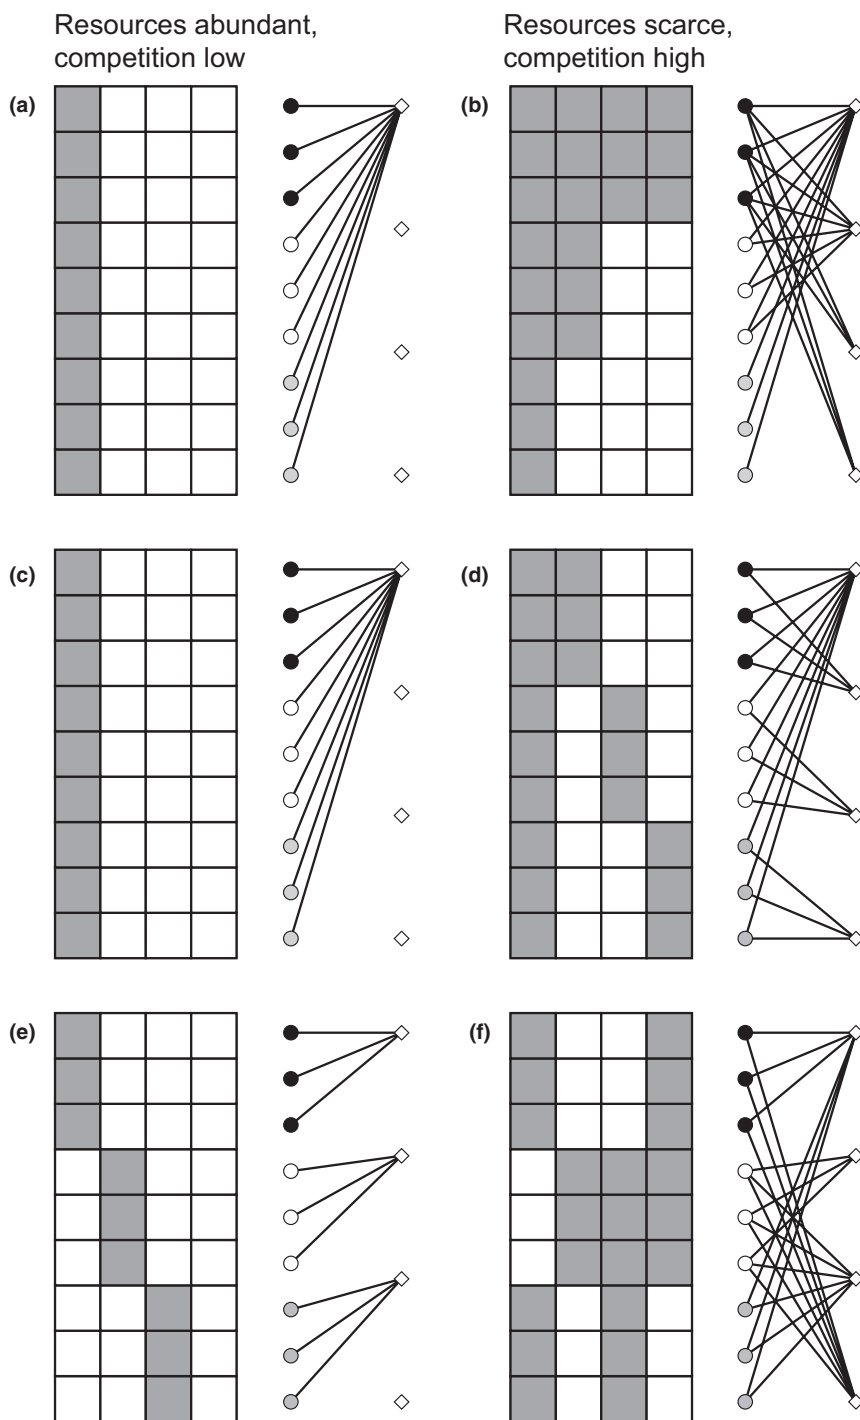 Resources abundant,
competition low
Resources scarce,
competition high
(a)
(b)
(c)
(d)
(e)
(f)